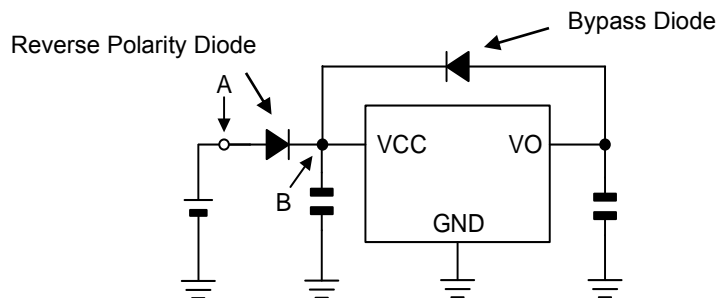 Bypass Diode
Reverse Polarity Diode
A
VCC
VO
B
GND